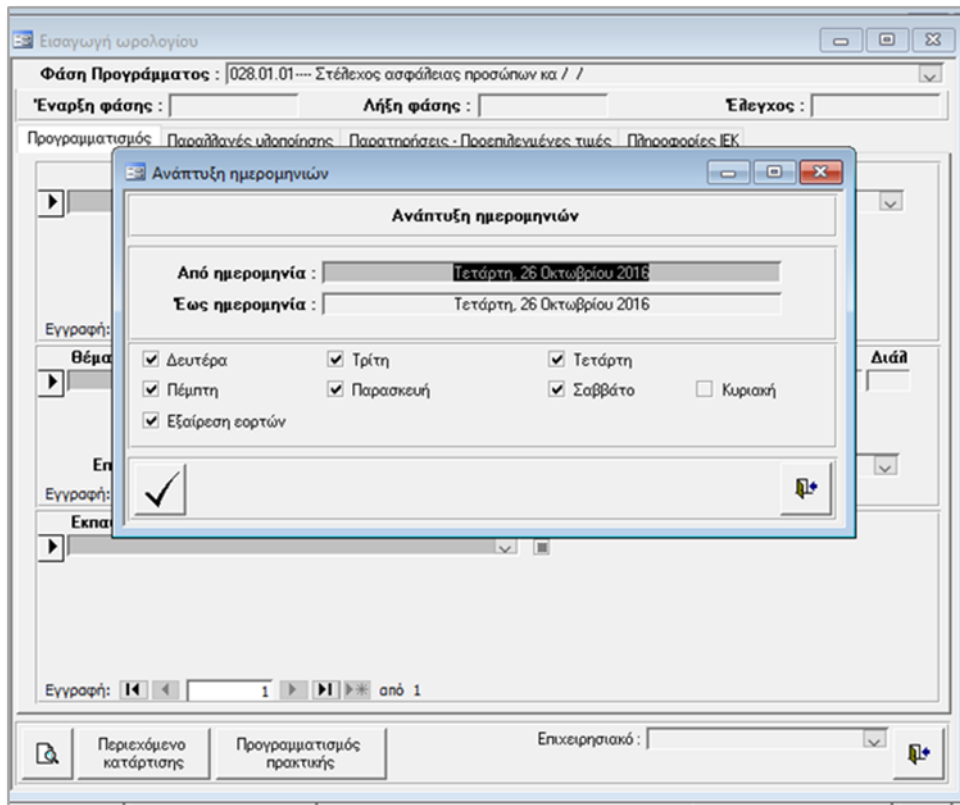 Εισαγωγή ωρολογίου
Φάση Προγράμματος : 028.01.01---- Στέλεχος ασφάλειας προσώπων κα / /
Έναρξη φάσης : Λήξη φάσης : Έλεγχος :
Προγραμματισμός Παραλλαγές υλοποίησης Παρατηρήσεις - Προεπιλεγμένες τιμές Πληροφορίες ΙΕΚ
Ανάπτυξη ημερομηνιών
Ανάπτυξη ημερομηνιών
Από ημερομηνία : Τετάρτη, 26 Οκτωβρίου 2016
Έως ημερομηνία : Τετάρτη, 26 Οκτωβρίου 2016
Εγγραφή:
Θέμα Διάλ
Δευτέρα Τρίτη Τετάρτη
Πέμπτη Παρασκευή Σαββάτο Κυριακή
Εξαίρεση εορτών
Επ
Εγγραφή:
Εκπαι
Εγγραφή: 1 από 1
Περιεχόμενο κατάρτισης
Προγραμματισμός πρακτικής
Επιχειρησιακό :